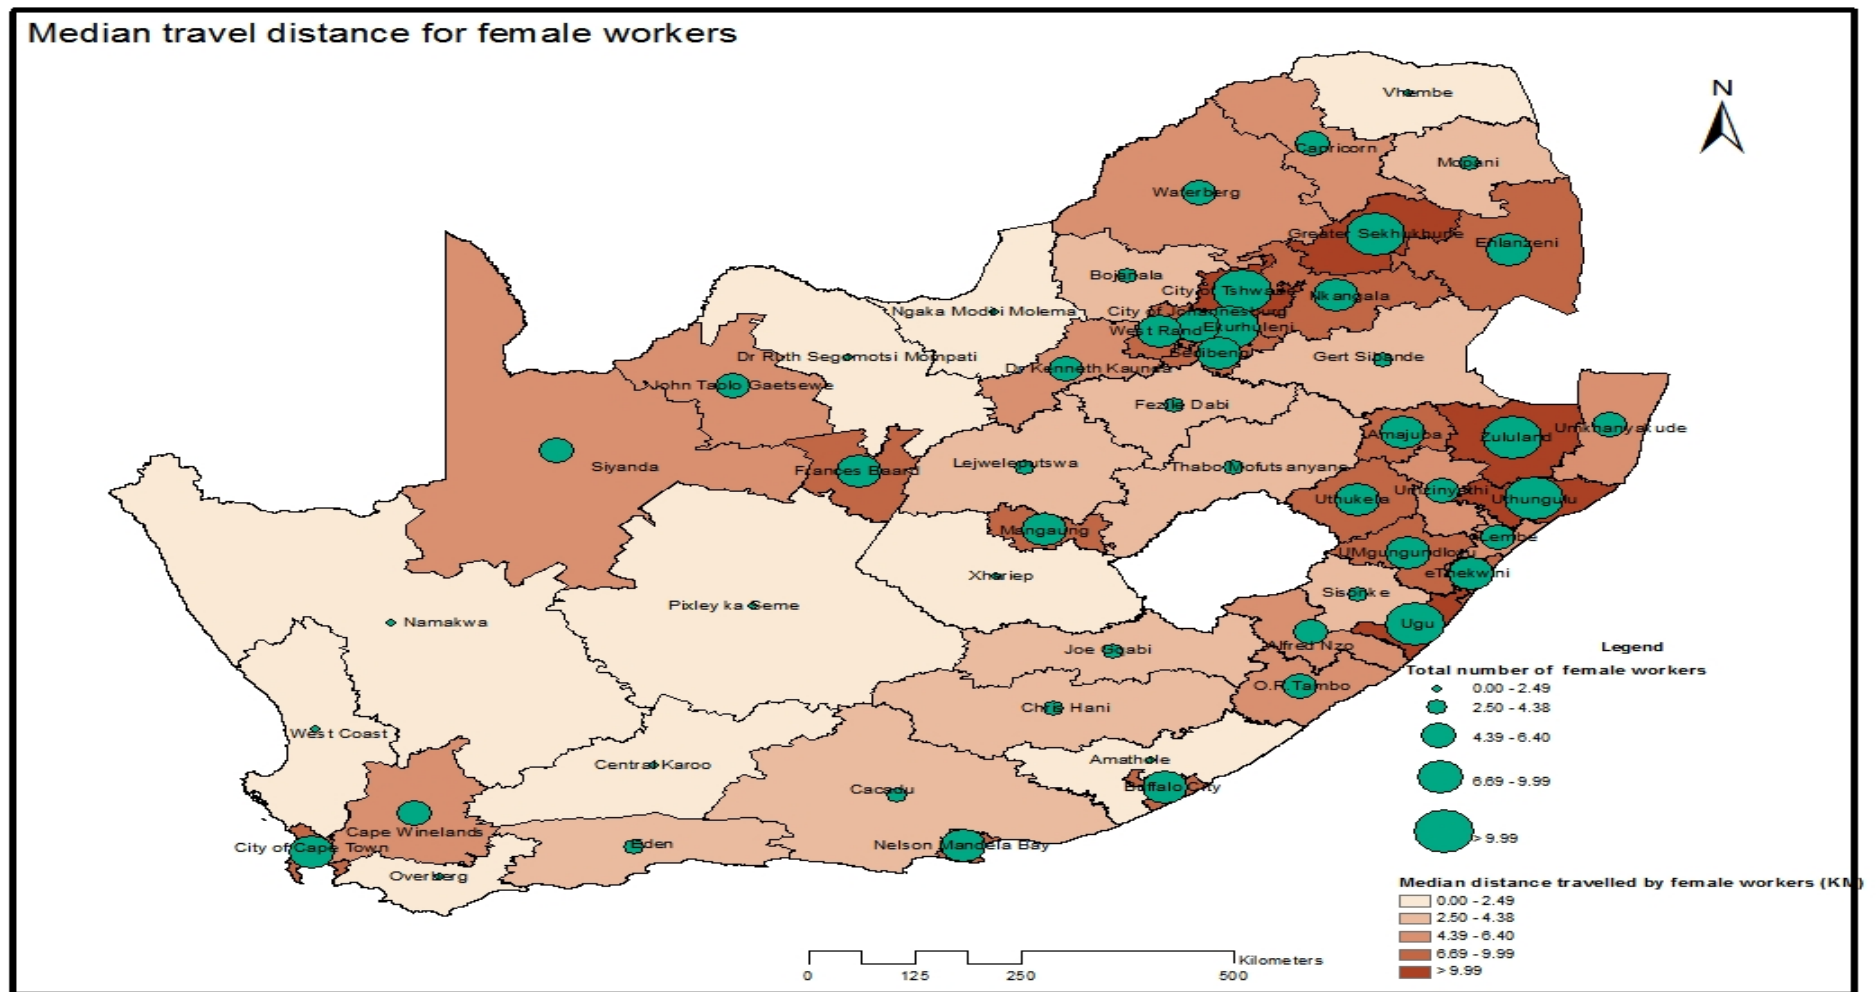 Median travel distance for female workers
N
Vhembe
Capricorn
Mopani
Waterberg
Greater Sekhukhune
Ehlanzeni
Bojanala
City of Tshwane
Nkangala
Ngaka Modiri Molema
City of Johannesburg
West Rand
Ekurhuleni
Sedibeng
Gert Sibande
Dr Ruth Segomotsi Mompati
Dr Kenneth Kaunda
John Taolo Gaetsewe
Fezile Dabi
Amajuba
Zululand
Umkhanyakude
Siyanda
Frances Baard
Lejweleputswa
Thabo Mofutsanyane
Uthukela
Umzinyathi
Uthungulu
Mangaung
iLembe
UMgungundlovu
eThekwini
Xhariep
Sisonke
Pixley ka Seme
Namakwa
Ugu
Joe Gqabi
Alfred Nzo
O.R.Tambo
Chris Hani
West Coast
Central Karoo
Amathole
Buffalo City
Cacadu
Cape Winelands
City of Cape Town
Eden
Nelson Mandela Bay
Overberg
Legend
Total number of female workers
0.00 - 2.49
2.50 - 4.38
4.39 - 6.40
6.69 - 9.99
> 9.99
Median distance travelled by female workers (KM)
0.00 - 2.49
2.50 - 4.38
4.39 - 6.40
6.69 - 9.99
> 9.99
Kilometers
0 125 250 500